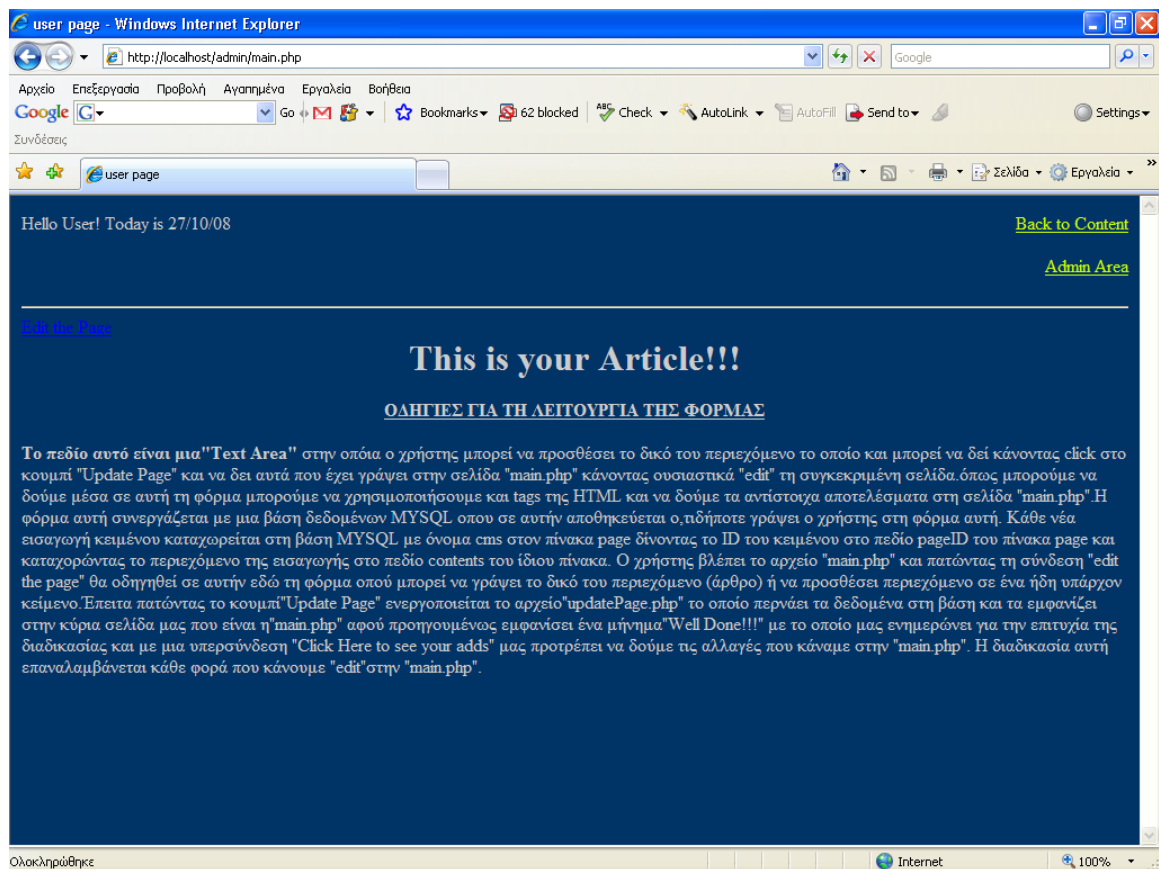 user page - Windows Internet Explorer
http://localhost/admin/main.php
Google
Αρχείο Επεξεργασία Προβολή Αγαπημένα Εργαλεία Βοήθεια
Google G Go Bookmarks 62 blocked ABC Check AutoLink AutoFill Send to Settings
Συνδέσεις
user page Σελίδα Εργαλεία »
Hello User! Today is 27/10/08 Back to Content
Admin Area
Edit the Page
This is your Article!!!
ΟΔΗΓΙΕΣ ΓΙΑ ΤΗ ΛΕΙΤΟΥΡΓΙΑ ΤΗΣ ΦΟΡΜΑΣ
Το πεδίο αυτό είναι μια"Text Area" στην οπόια ο χρήστης μπορεί να προσθέσει το δικό του περιεχόμενο το οποίο και μπορεί να δεί κάνοντας click στο
κουμπί "Update Page" και να δει αυτά που έχει γράψει στην σελίδα "main.php" κάνοντας ουσιαστικά "edit" τη συγκεκριμένη σελίδα.όπως μπορούμε να
δούμε μέσα σε αυτή τη φόρμα μπορούμε να χρησιμοποιήσουμε και tags της HTML και να δούμε τα αντίστοιχα αποτελέσματα στη σελίδα "main.php".Η
φόρμα αυτή συνεργάζεται με μια βάση δεδομένων MYSQL οπου σε αυτήν αποθηκεύεται ο,τιδήποτε γράψει ο χρήστης στη φόρμα αυτή. Κάθε νέα
εισαγωγή κειμένου καταχωρείται στη βάση MYSQL με όνομα cms στον πίνακα page δίνοντας το ID του κειμένου στο πεδίο pageID του πίνακα page και
καταχορώντας το περιεχόμενο της εισαγωγής στο πεδίο contents του ίδιου πίνακα. Ο χρήστης βλέπει το αρχείο "main.php" και πατώντας τη σύνδεση "edit
the page" θα οδηγηθεί σε αυτήν εδώ τη φόρμα οπού μπορεί να γράψει το δικό του περιεχόμενο (άρθρο) ή να προσθέσει περιεχόμενο σε ένα ήδη υπάρχον
κείμενο.Έπειτα πατώντας το κουμπί"Update Page" ενεργοποιείται το αρχείο"updatePage.php" το οποίο περνάει τα δεδομένα στη βάση και τα εμφανίζει
στην κύρια σελίδα μας που είναι η"main.php" αφού προηγουμένως εμφανίσει ένα μήνημα"Well Done!!!" με το οποίο μας ενημερώνει για την επιτυχία της
διαδικασίας και με μια υπερσύνδεση "Click Here to see your adds" μας προτρέπει να δούμε τις αλλαγές που κάναμε στην "main.php". Η διαδικασία αυτή
επαναλαμβάνεται κάθε φορά που κάνουμε "edit"στην "main.php".
Ολοκληρώθηκε Internet 100%